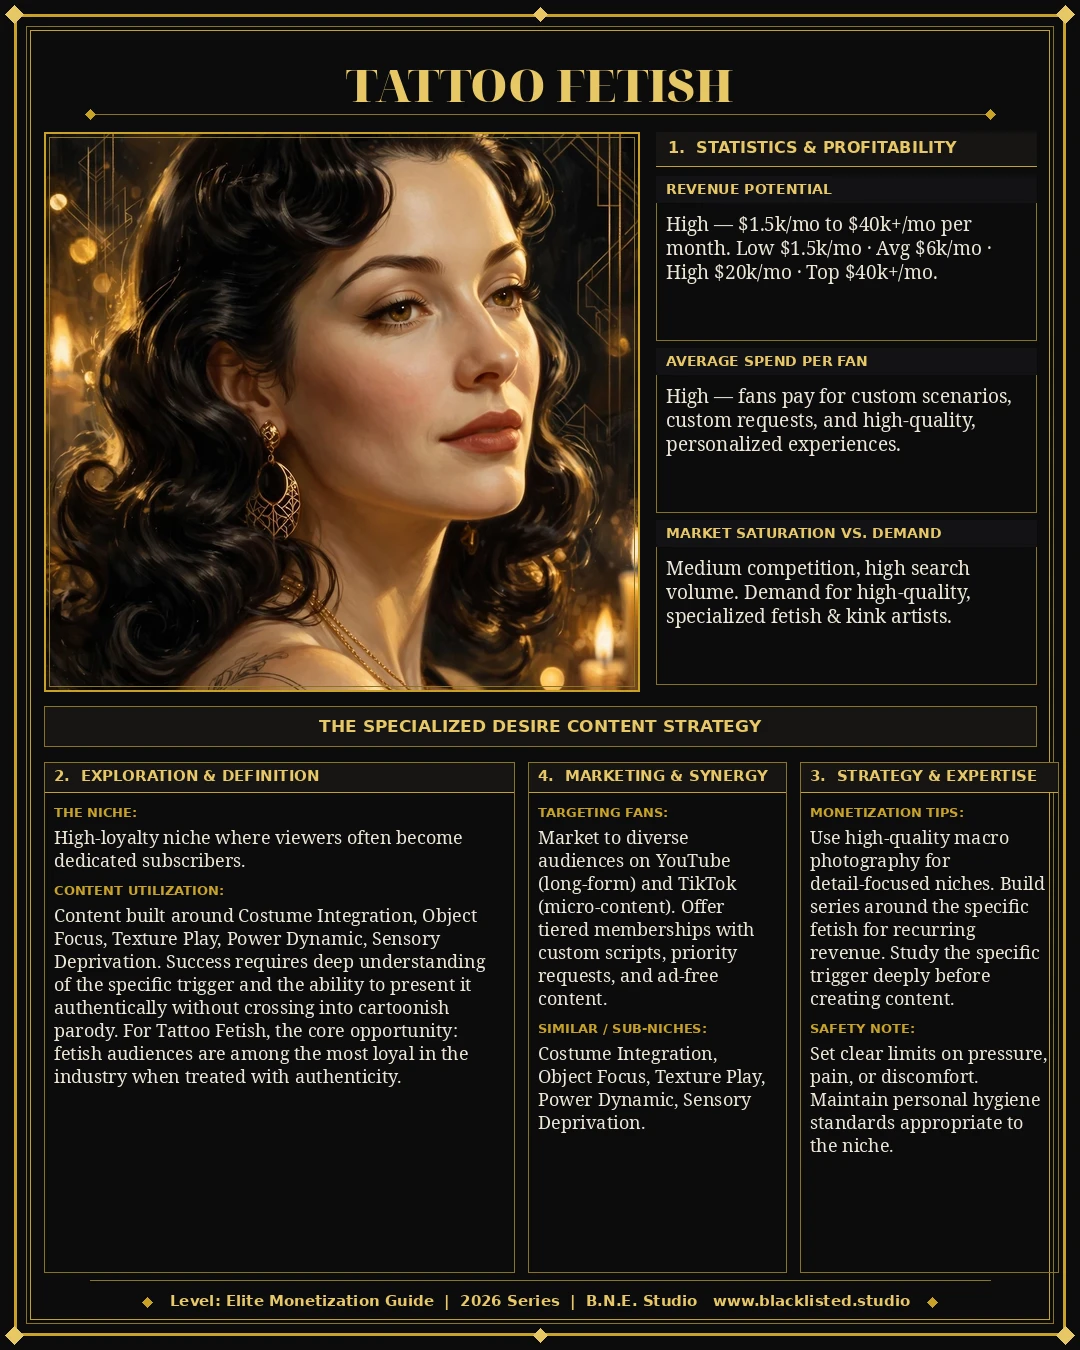 TATTOO FETISH
1. STATISTICS & PROFITABILITY
REVENUE POTENTIAL
High — $1.5k/mo to $40k+/mo per
month. Low $1.5k/mo · Avg $6k/mo ·
High $20k/mo · Top $40k+/mo.
AVERAGE SPEND PER FAN
High — fans pay for custom scenarios,
custom requests, and high-quality,
personalized experiences.
MARKET SATURATION VS. DEMAND
Medium competition, high search
volume. Demand for high-quality,
specialized fetish & kink artists.
THE SPECIALIZED DESIRE CONTENT STRATEGY
2. EXPLORATION & DEFINITION
THE NICHE:
High-loyalty niche where viewers often become
dedicated subscribers.
CONTENT UTILIZATION:
Content built around Costume Integration, Object
Focus, Texture Play, Power Dynamic, Sensory
Deprivation. Success requires deep understanding
of the specific trigger and the ability to present it
authentically without crossing into cartoonish
parody. For Tattoo Fetish, the core opportunity:
fetish audiences are among the most loyal in the
industry when treated with authenticity.
4. MARKETING & SYNERGY
TARGETING FANS:
Market to diverse
audiences on YouTube
(long-form) and TikTok
(micro-content). Offer
tiered memberships with
custom scripts, priority
requests, and ad-free
content.
SIMILAR / SUB-NICHES:
Costume Integration,
Object Focus, Texture Play,
Power Dynamic, Sensory
Deprivation.
3. STRATEGY & EXPERTISE
MONETIZATION TIPS:
Use high-quality macro
photography for
detail-focused niches. Build
series around the specific
fetish for recurring
revenue. Study the specific
trigger deeply before
creating content.
SAFETY NOTE:
Set clear limits on pressure,
pain, or discomfort.
Maintain personal hygiene
standards appropriate to
the niche.
Level: Elite Monetization Guide | 2026 Series | B.N.E. Studio www.blacklisted.studio